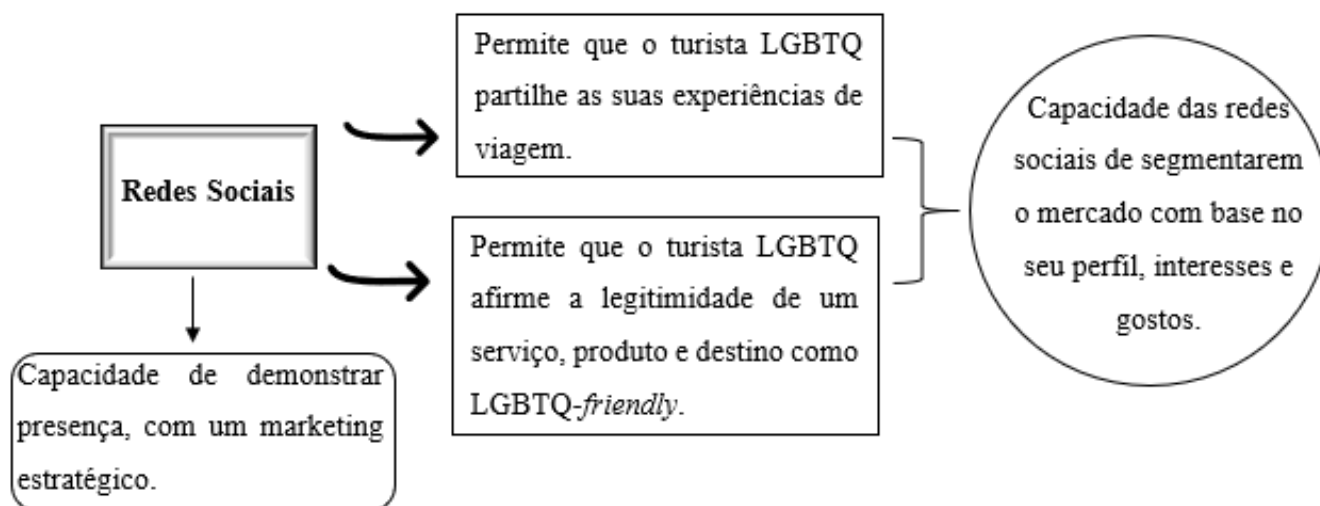 Redes Sociais
Capacidade de demonstrar
presença, com um marketing
estratégico.
Permite que o turista LGBTQ
partilhe as suas experiências de
viagem.
Permite que o turista LGBTQ
afirme a legitimidade de um
serviço, produto e destino como
LGBTQ-friendly.
Capacidade das redes
sociais de segmentarem
o mercado com base no
seu perfil, interesses e
gostos.